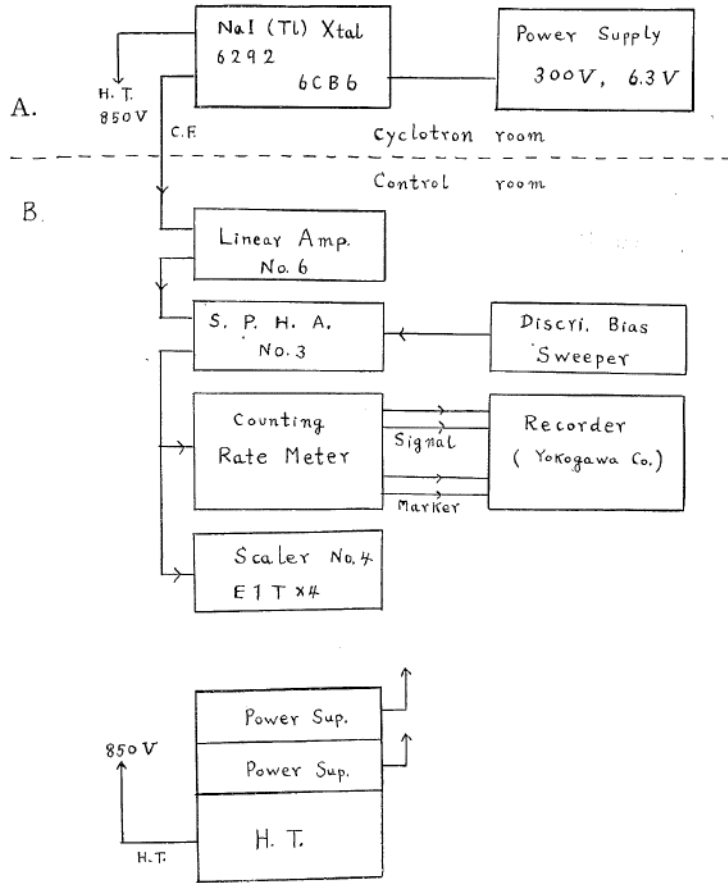 NaI (Tl) Xtal
6292
6CB6
Power Supply
300V, 6.3V
H.T.
850V
A.
C.F.
Cyclotron room
Control room
B.
Linear Amp.
No.6
S. P. H. A.
No.3
Discri. Bias
Sweeper
Counting
Rate Meter
Signal
Marker
Recorder
( Yokogawa Co.)
Scaler No.4
E1T x4
Power Sup.
850V
Power Sup.
H.T.
H.T.